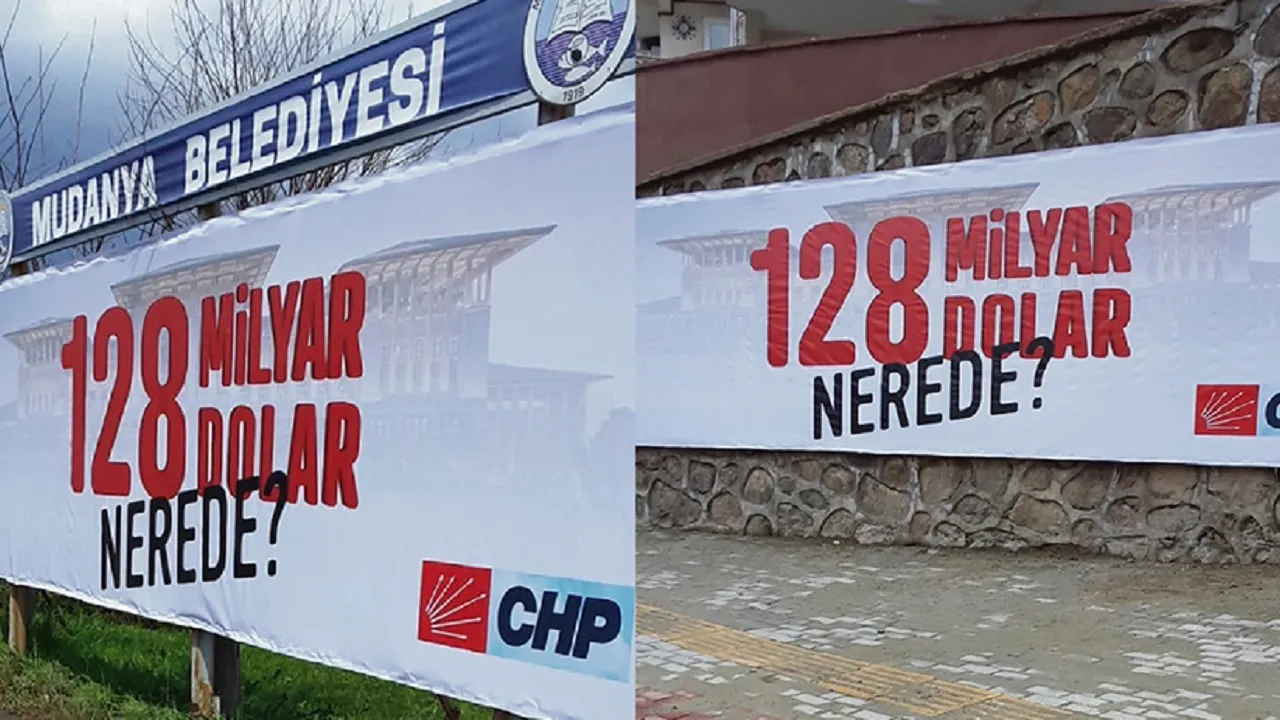 MUDANYA BELEDİYESİ
1919
128 MİLYAR
DOLAR
NEREDE?
CHP
128 MİLYAR
DOLAR
NEREDE?